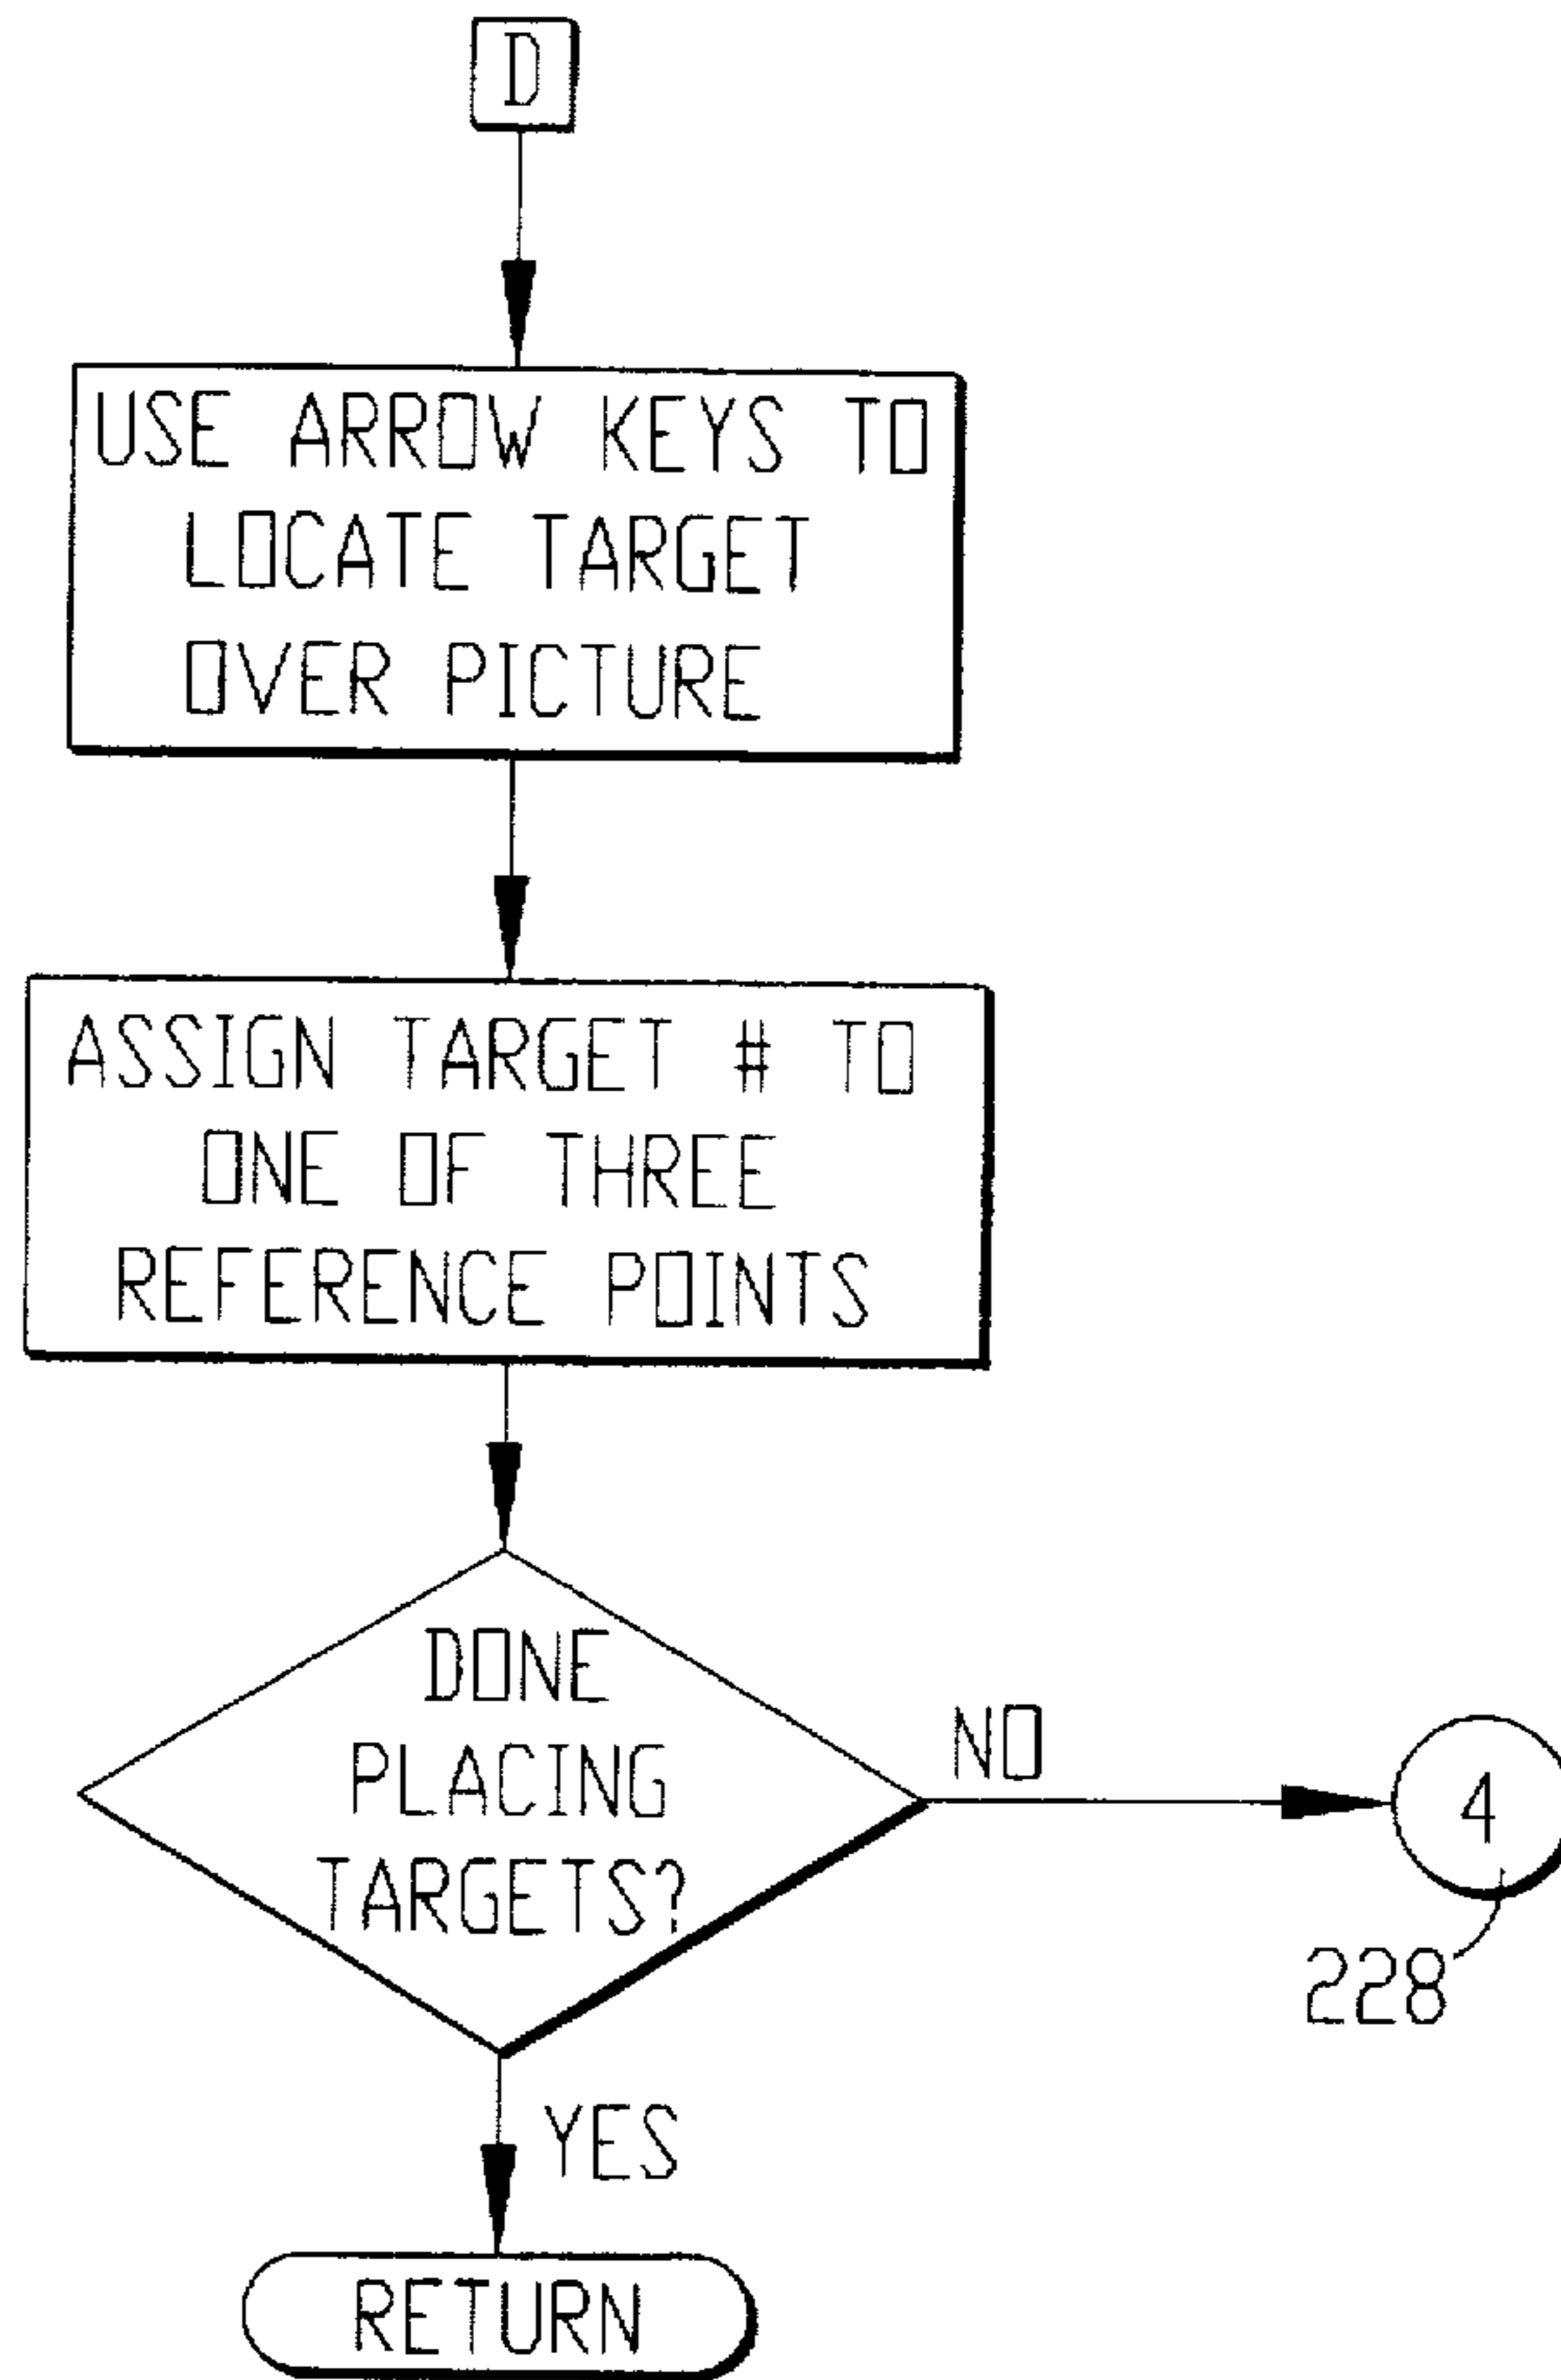 D
USE ARROW KEYS TO
LOCATE TARGET
OVER PICTURE
ASSIGN TARGET # TO
ONE OF THREE
REFERENCE POINTS
DONE
PLACING
TARGETS?
NO
4
228
YES
RETURN